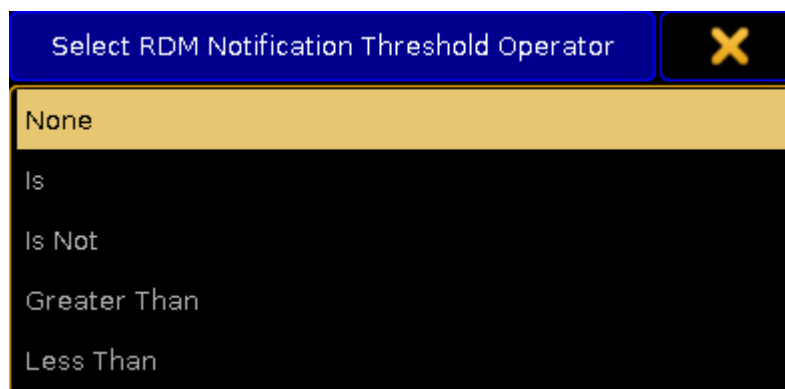 Select RDM Notification Threshold Operator
None
Is
Is Not
Greater Than
Less Than